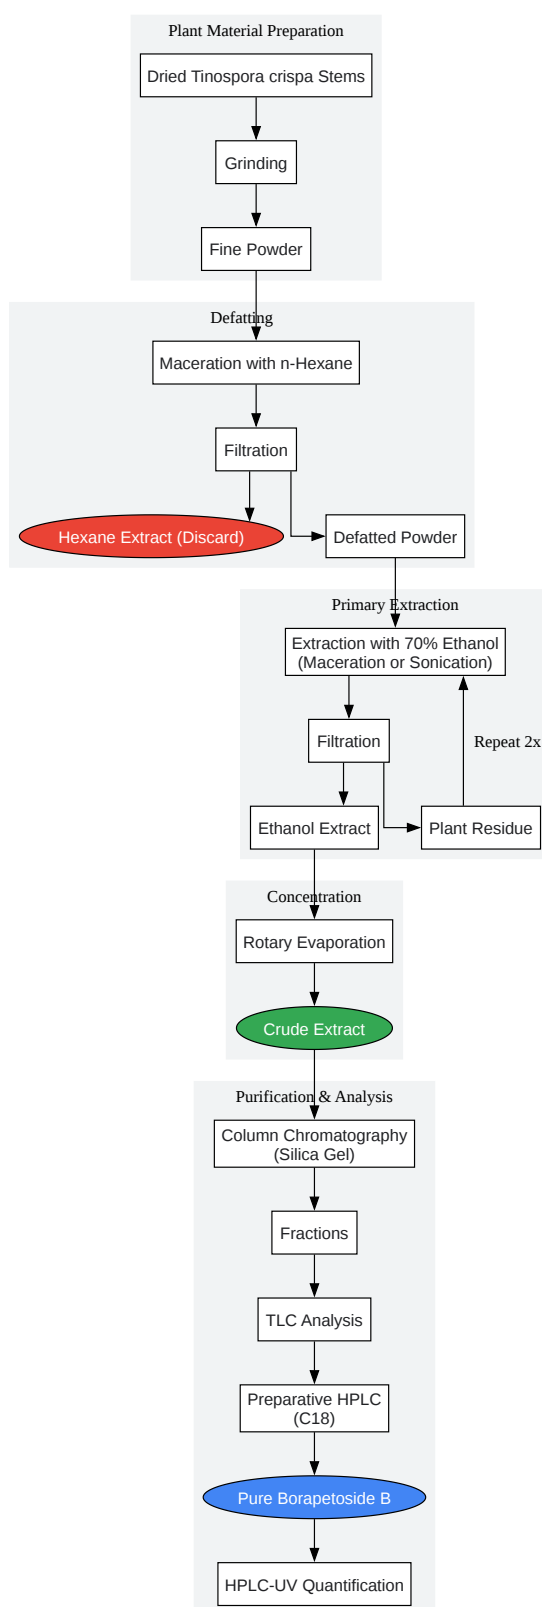 Plant Material Preparation
Dried Tinospora crispa Stems
Grinding
Fine Powder
Defatting
Maceration with n-Hexane
Filtration
Hexane Extract (Discard)
Defatted Powder
Primary Extraction
Extraction with 70% Ethanol
(Maceration or Sonication)
Filtration
Repeat 2x
Ethanol Extract
Plant Residue
Concentration
Rotary Evaporation
Crude Extract
Purification & Analysis
Column Chromatography
(Silica Gel)
Fractions
TLC Analysis
Preparative HPLC
(C18)
Pure Borapetoside B
HPLC-UV Quantification